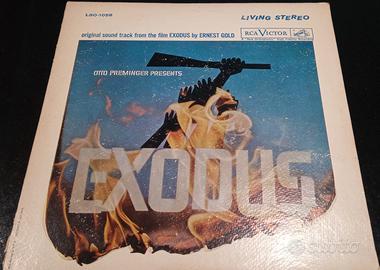 LSO-1058
LIVING STEREO
original sound track from the film EXODUS by ERNEST GOLD
RCA VICTOR
OTTO PREMINGER PRESENTS
EXODUS
subito